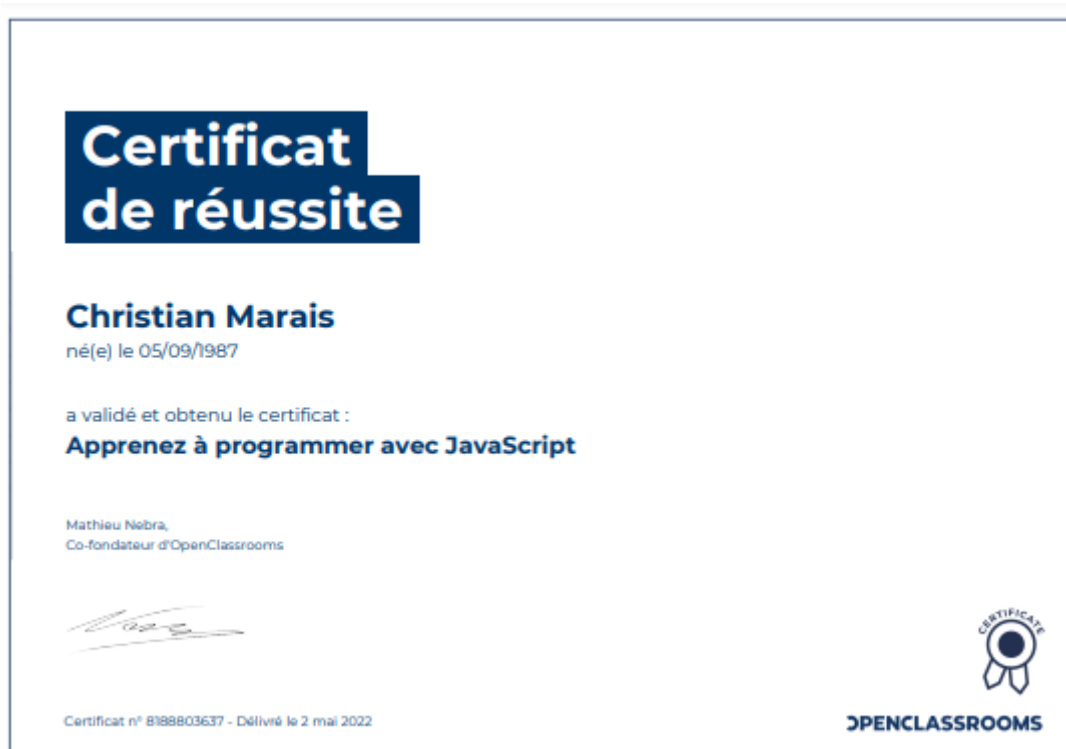 Certificat
de réussite
Christian Marais
né(e) le 05/09/1987
a validé et obtenu le certificat :
Apprenez à programmer avec JavaScript
Mathieu Nebra,
Co-fondateur d'OpenClassrooms
CERTIFICATE
Certificat n° 8188803637 - Délivré le 2 mai 2022
OPENCLASSROOMS